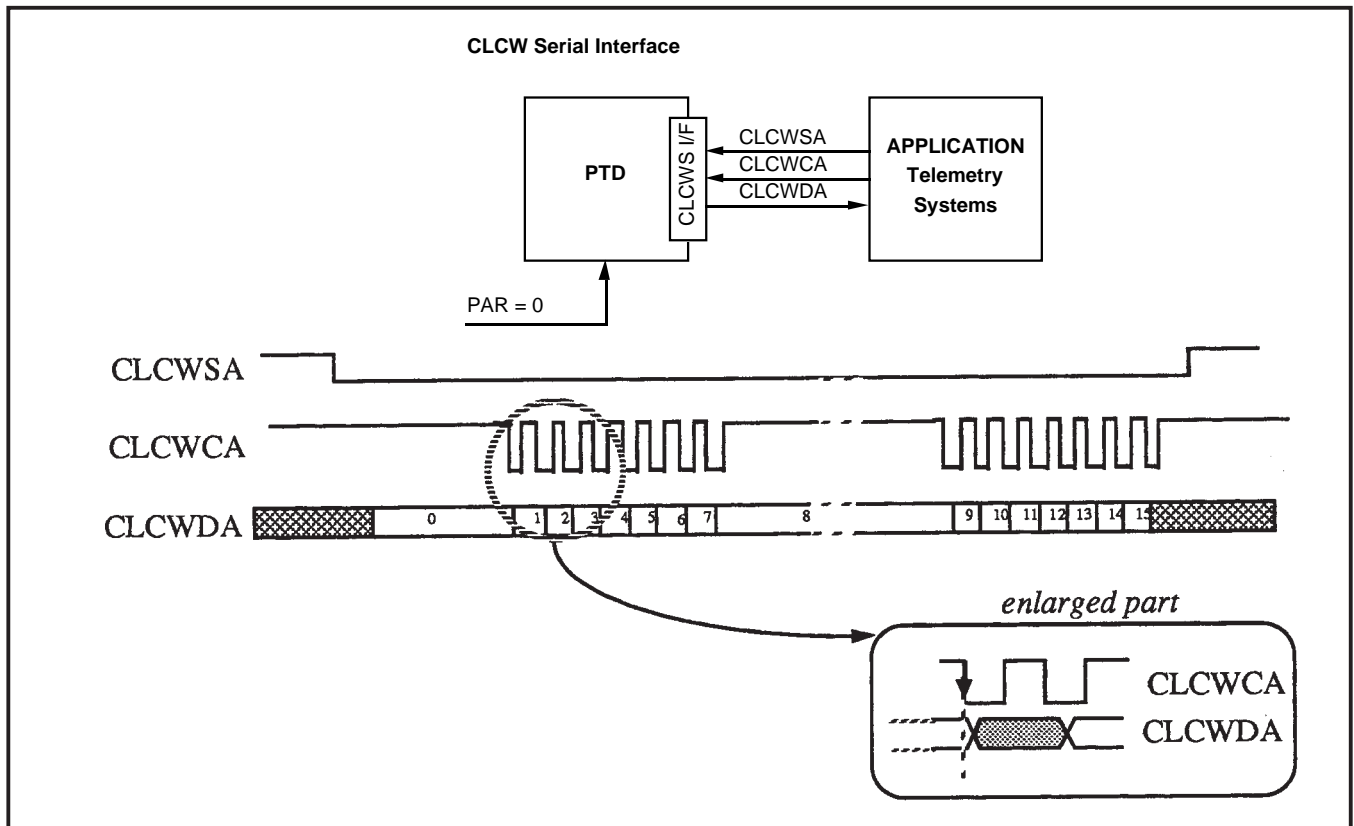 CLCW Serial Interface
PTD
CLCWS I/F
CLCWSA
CLCWCA
CLCWDA
APPLICATION
Telemetry
Systems
PAR = 0
CLCWSA
CLCWCA
CLCWDA
0 1 2 3 4 5 6 7 8 9 10 11 12 13 14 15
enlarged part
CLCWCA
CLCWDA